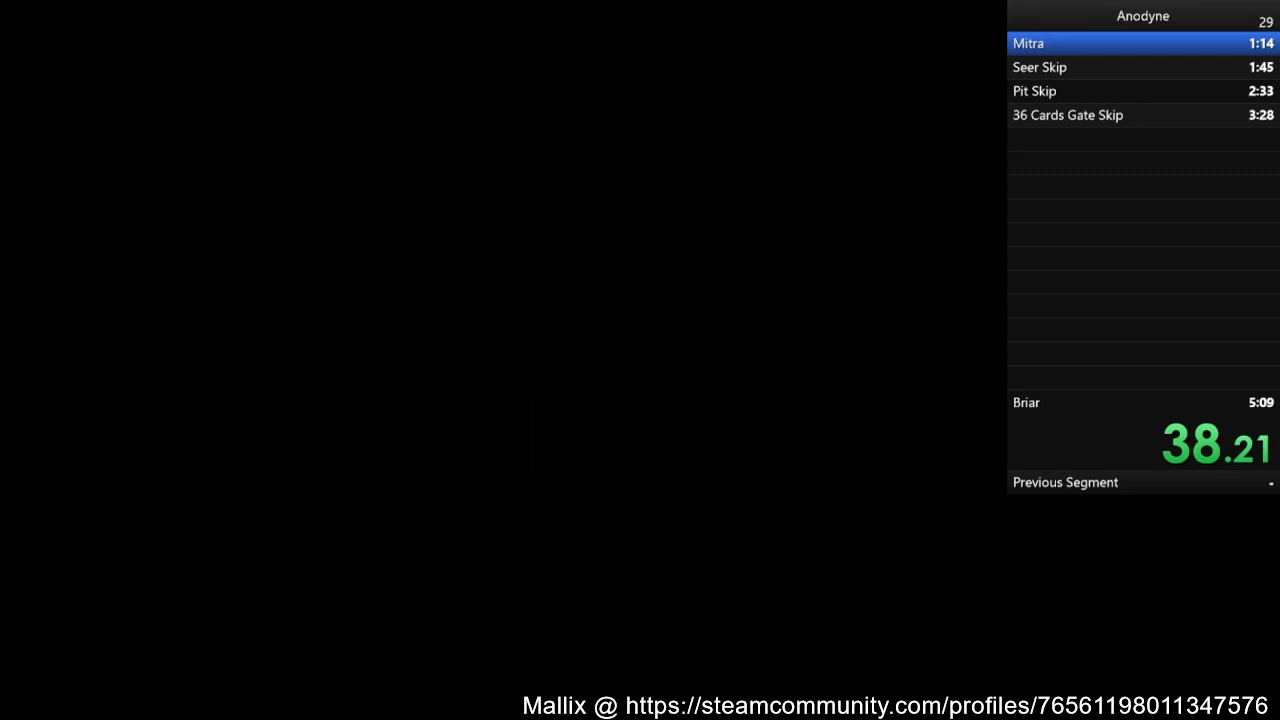 Anodyne
29
Mitra 1:14
Seer Skip 1:45
Pit Skip 2:33
36 Cards Gate Skip 3:28
Briar 5:09
38.21
Previous Segment -
Mallix @ https://steamcommunity.com/profiles/76561198011347576